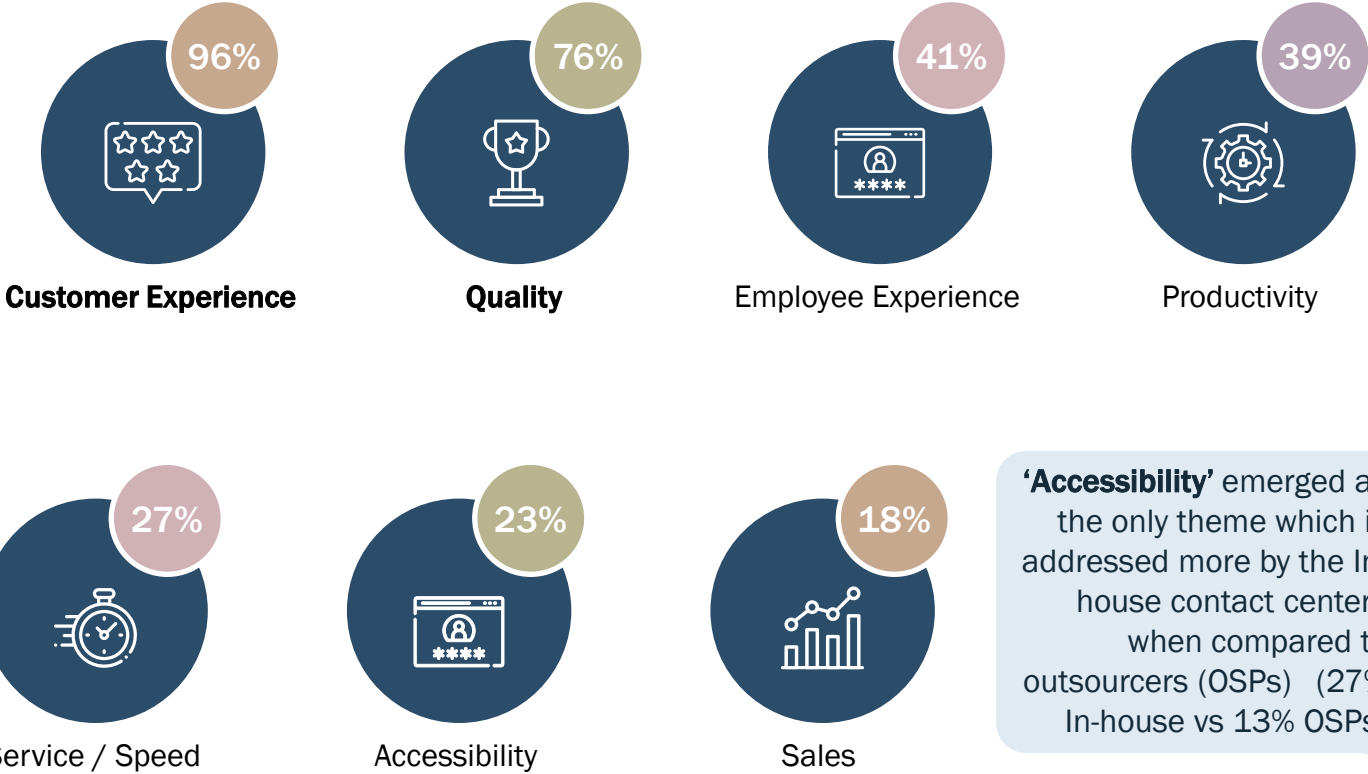 96%
76%
41%
39%
Customer Experience
Quality
Employee Experience
Productivity
27%
23%
18%
Service / Speed
Accessibility
Sales
‘Accessibility’ emerged a
the only theme which i
addressed more by the In
house contact center
when compared t
outsourcers (OSPs) (27%
In-house vs 13% OSPs